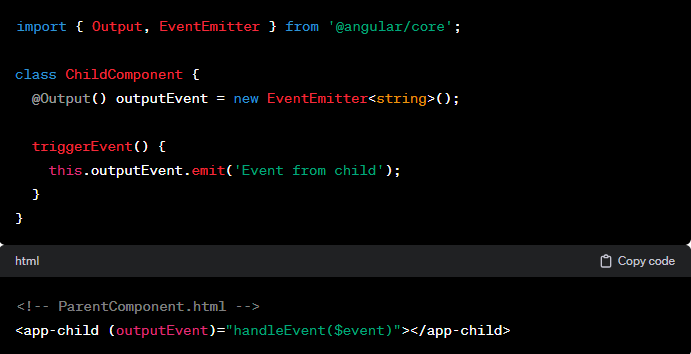 import { Output, EventEmitter } from '@angular/core';
class ChildComponent {
@Output() outputEvent = new EventEmitter<string>();
triggerEvent() {
this.outputEvent.emit('Event from child');
}
}
html
Copy code
<!-- ParentComponent.html -->
<app-child (outputEvent)="handleEvent($event)"></app-child>